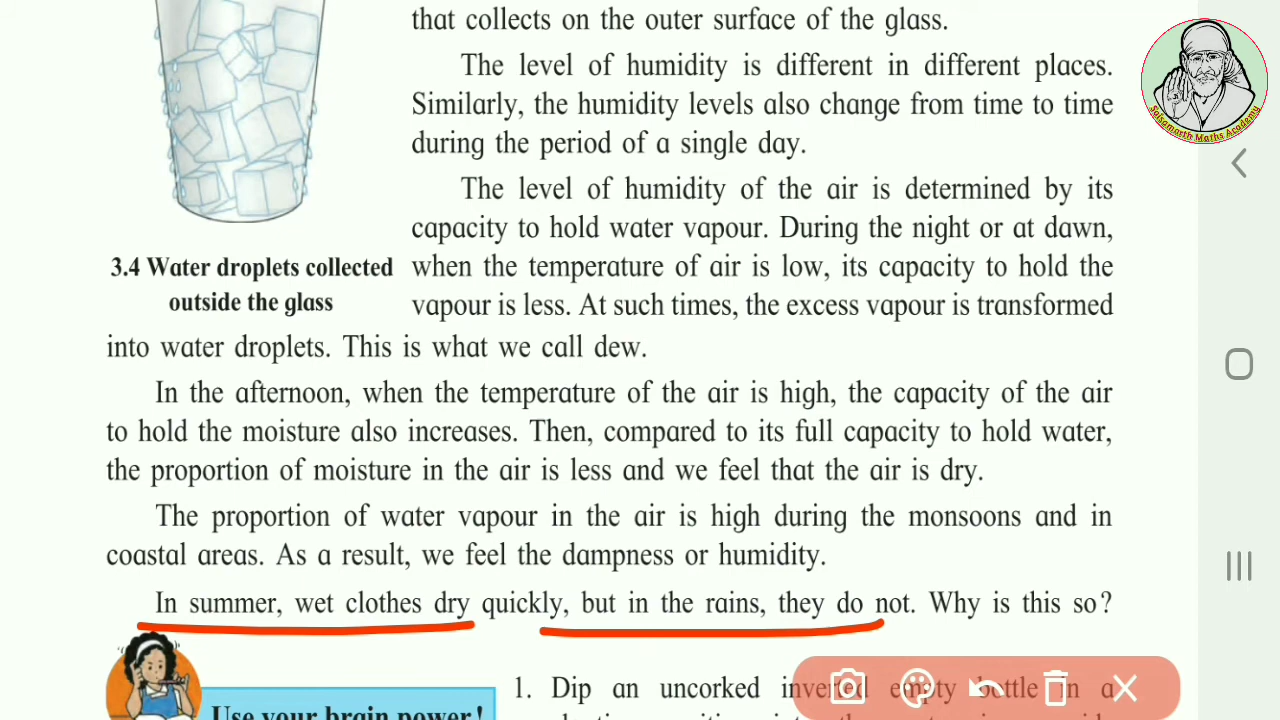 that collects on the outer surface of the glass.
The level of humidity is different in different places.
Similarly, the humidity levels also change from time to time
during the period of a single day.
The level of humidity of the air is determined by its
capacity to hold water vapour. During the night or at dawn,
3.4 Water droplets collected
outside the glass
when the temperature of air is low, its capacity to hold the
vapour is less. At such times, the excess vapour is transformed
into water droplets. This is what we call dew.
In the afternoon, when the temperature of the air is high, the capacity of the air
to hold the moisture also increases. Then, compared to its full capacity to hold water,
the proportion of moisture in the air is less and we feel that the air is dry.
The proportion of water vapour in the air is high during the monsoons and in
coastal areas. As a result, we feel the dampness or humidity.
In summer, wet clothes dry quickly, but in the rains, they do not. Why is this so?
Use your brain power!
1. Dip an uncorked inverted empty bottle in a
Saisamarth Maths Academy